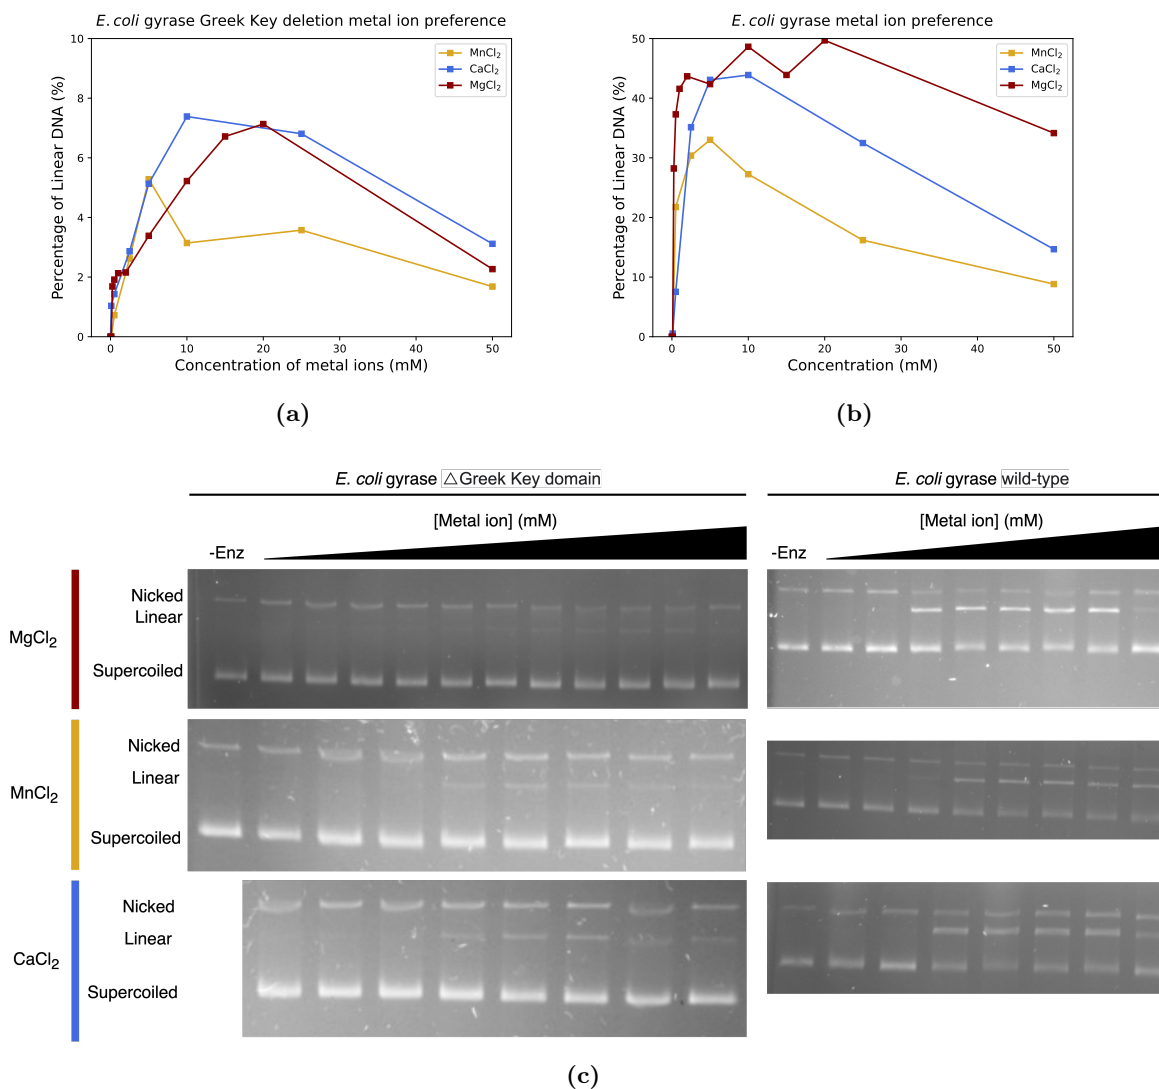 E. coli gyrase Greek Key deletion metal ion preference
10
8
6
4
2
0
0
10
20
30
40
50
Percentage of Linear DNA (%)
Concentration of metal ions (mM)
MnCl₂
CaCl₂
MgCl₂
(a)
E. coli gyrase metal ion preference
50
40
30
20
10
0
0
10
20
30
40
50
Percentage of Linear DNA (%)
Concentration (mM)
MnCl₂
CaCl₂
MgCl₂
(b)
E. coli gyrase △Greek Key domain
[Metal ion] (mM)
-Enz
E. coli gyrase wild-type
[Metal ion] (mM)
-Enz
MgCl₂
Nicked
Linear
Supercoiled
MnCl₂
Nicked
Linear
Supercoiled
CaCl₂
Nicked
Linear
Supercoiled
(c)